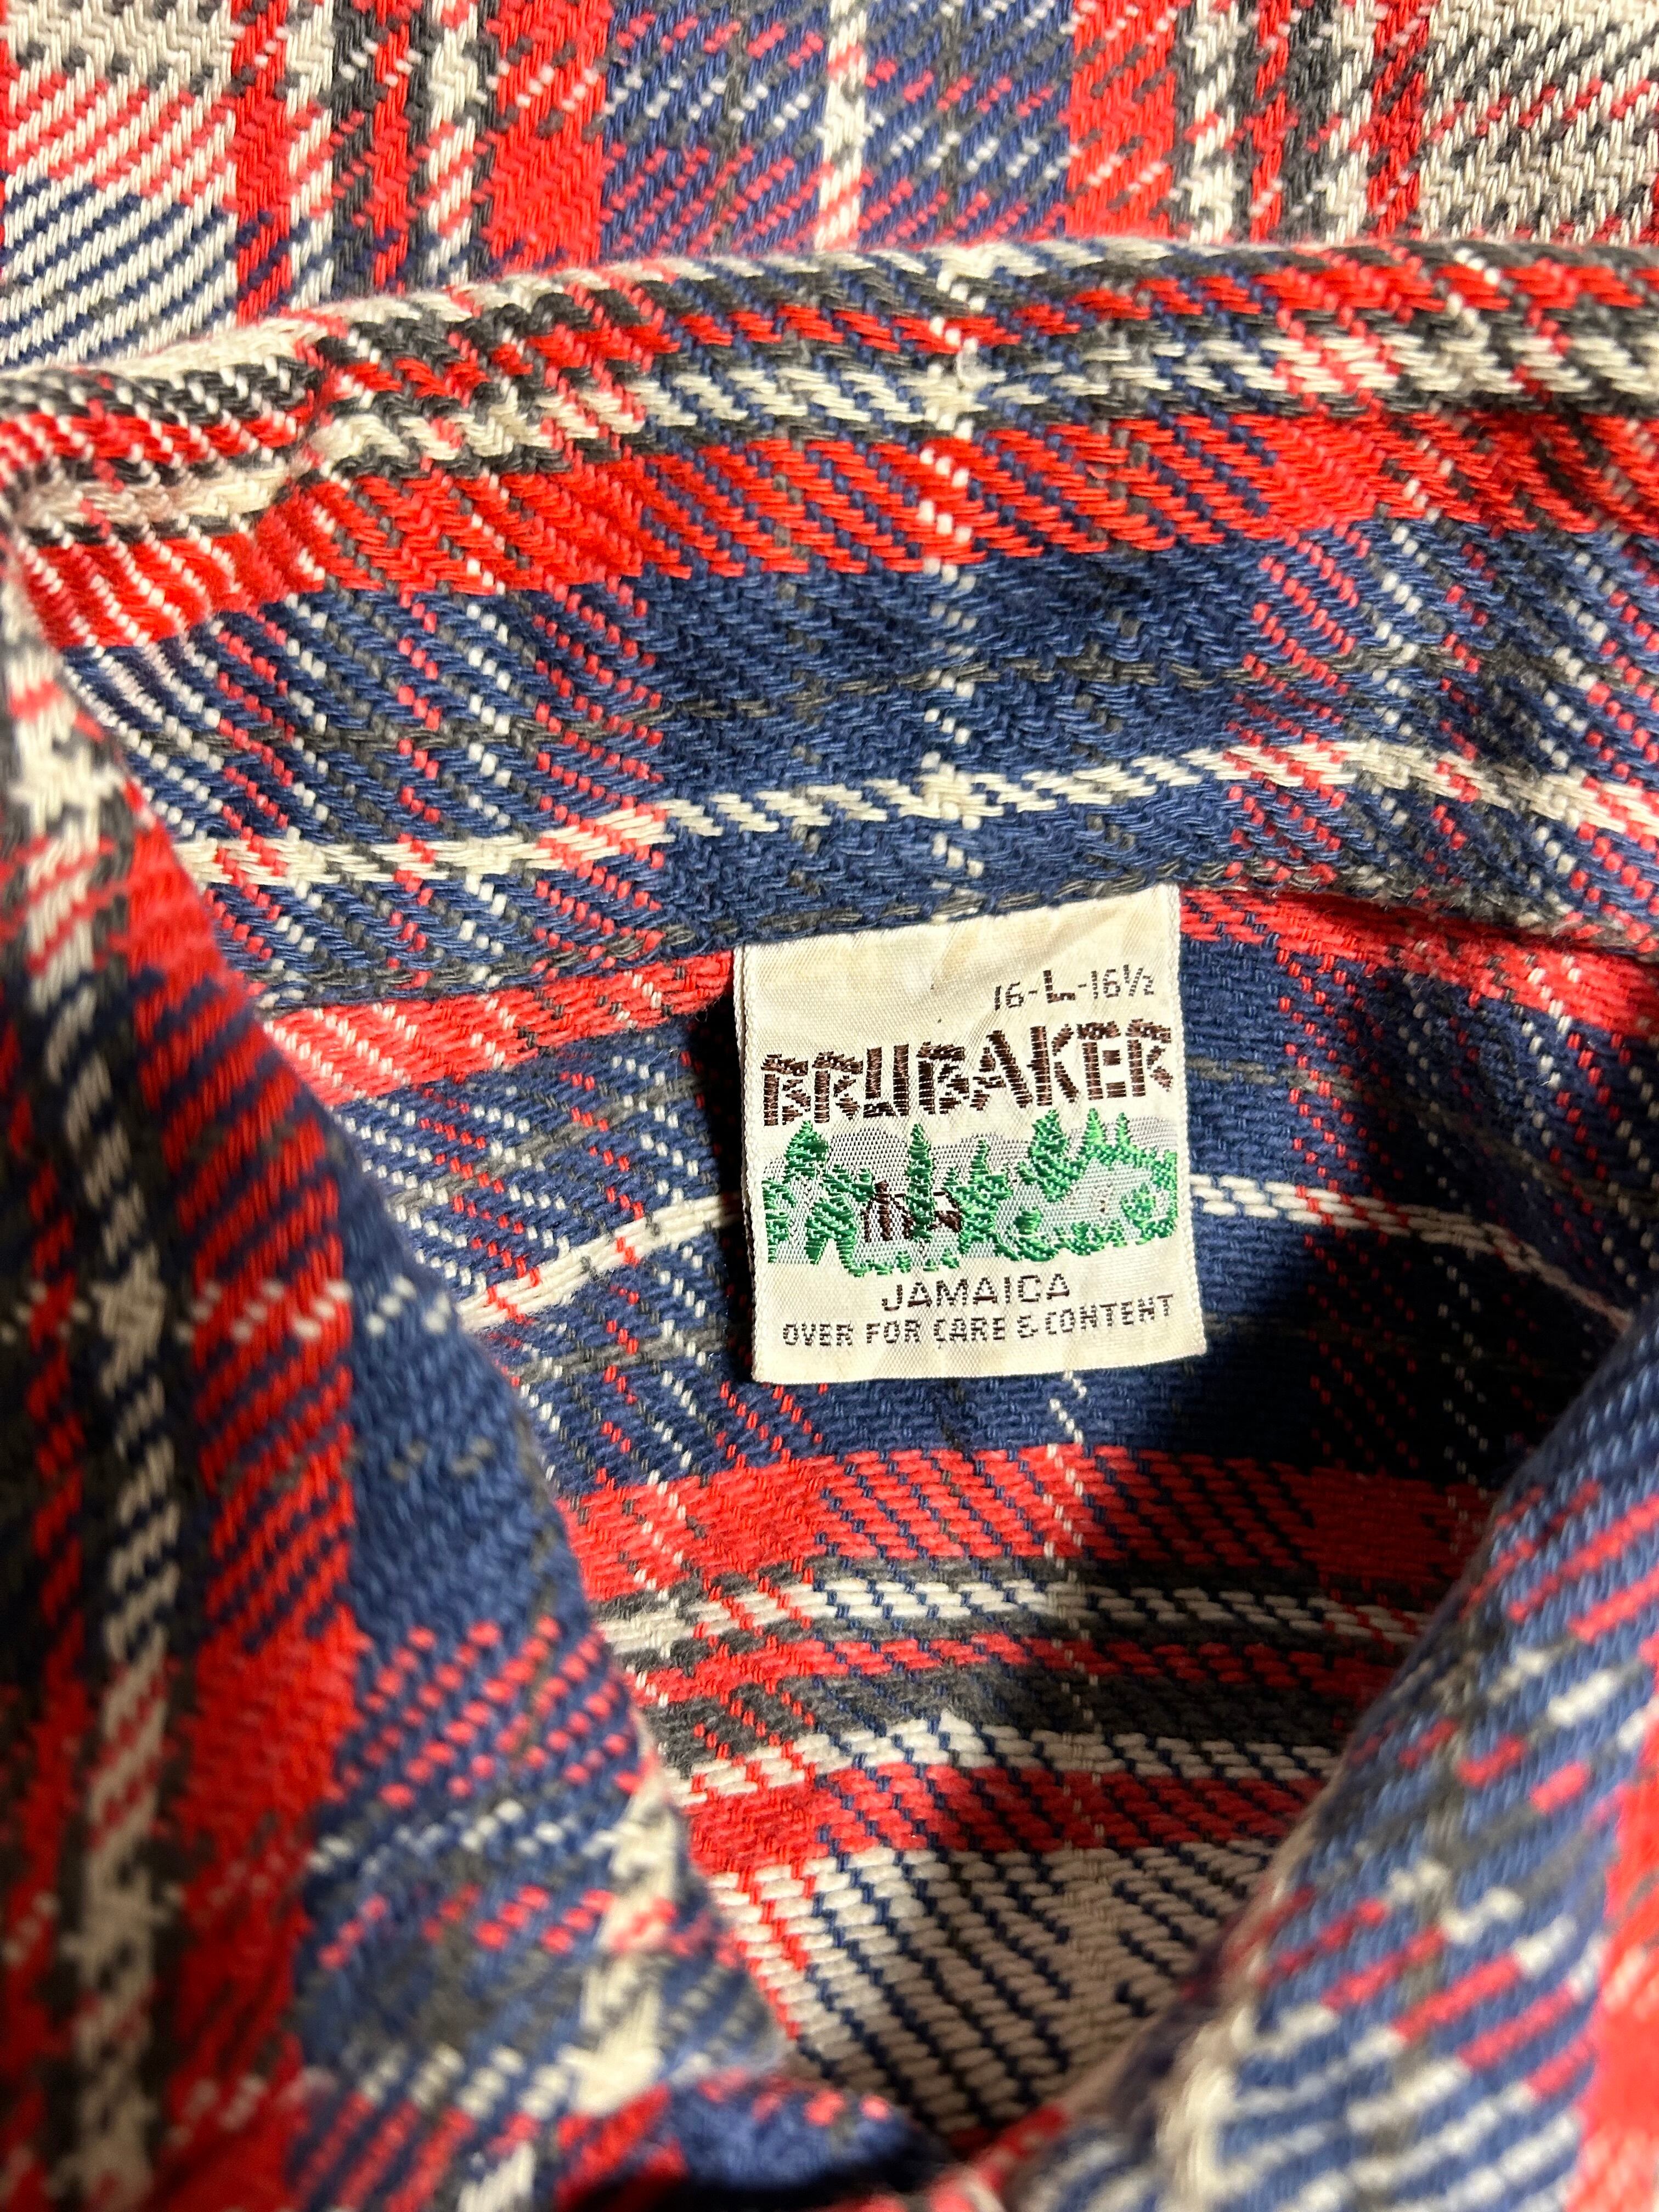 16-L-16½
BRUBAKER
JAMAICA
OVER FOR CARE & CONTENT